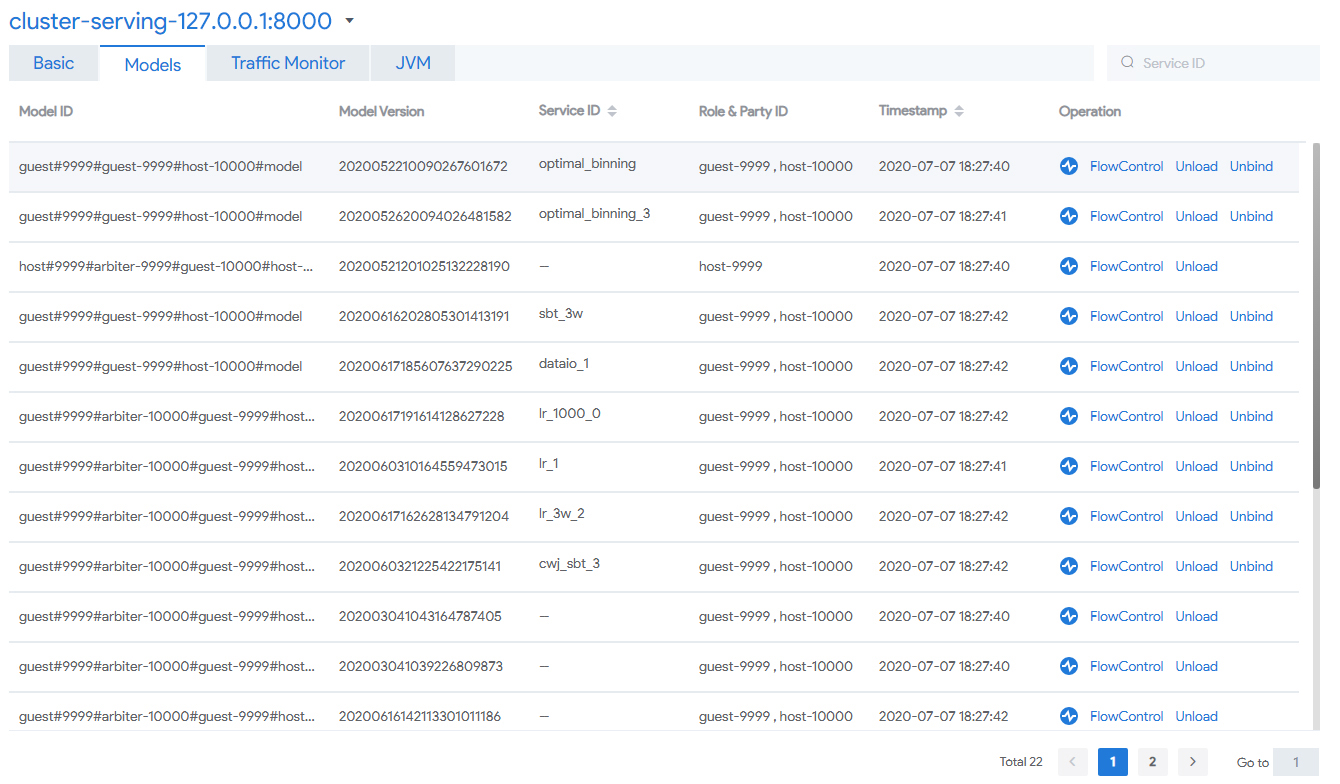 cluster-serving-127.0.0.1:8000
Basic Models Traffic Monitor JVM Service ID
Model ID Model Version Service ID Role & Party ID Timestamp Operation
guest#9999#guest-9999#host-10000#model 2020052210090267601672 optimal_binning guest-9999 , host-10000 2020-07-07 18:27:40 FlowControl Unload Unbind
guest#9999#guest-9999#host-10000#model 2020052620094026481582 optimal_binning_3 guest-9999 , host-10000 2020-07-07 18:27:41 FlowControl Unload Unbind
host#9999#arbiter-9999#guest-10000#host-... 20200521201025132228190 — host-9999 2020-07-07 18:27:40 FlowControl Unload
guest#9999#guest-9999#host-10000#model 20200616202805301413191 sbt_3w guest-9999 , host-10000 2020-07-07 18:27:42 FlowControl Unload Unbind
guest#9999#guest-9999#host-10000#model 20200617185607637290225 dataio_1 guest-9999 , host-10000 2020-07-07 18:27:42 FlowControl Unload Unbind
guest#9999#arbiter-10000#guest-9999#host... 20200617191614128627228 lr_1000_0 guest-9999 , host-10000 2020-07-07 18:27:42 FlowControl Unload Unbind
guest#9999#arbiter-10000#guest-9999#host... 2020060310164559473015 lr_1 guest-9999 , host-10000 2020-07-07 18:27:41 FlowControl Unload Unbind
guest#9999#arbiter-10000#guest-9999#host... 20200617162628134791204 lr_3w_2 guest-9999 , host-10000 2020-07-07 18:27:42 FlowControl Unload Unbind
guest#9999#arbiter-10000#guest-9999#host... 2020060321225422175141 cwj_sbt_3 guest-9999 , host-10000 2020-07-07 18:27:42 FlowControl Unload Unbind
guest#9999#arbiter-10000#guest-9999#host... 202003041043164787405 — guest-9999 , host-10000 2020-07-07 18:27:40 FlowControl Unload
guest#9999#arbiter-10000#guest-9999#host... 202003041039226809873 — guest-9999 , host-10000 2020-07-07 18:27:40 FlowControl Unload
guest#9999#arbiter-10000#guest-9999#host... 20200616142113301011186 — guest-9999 , host-10000 2020-07-07 18:27:42 FlowControl Unload
Total 22 < 1 2 > Go to 1